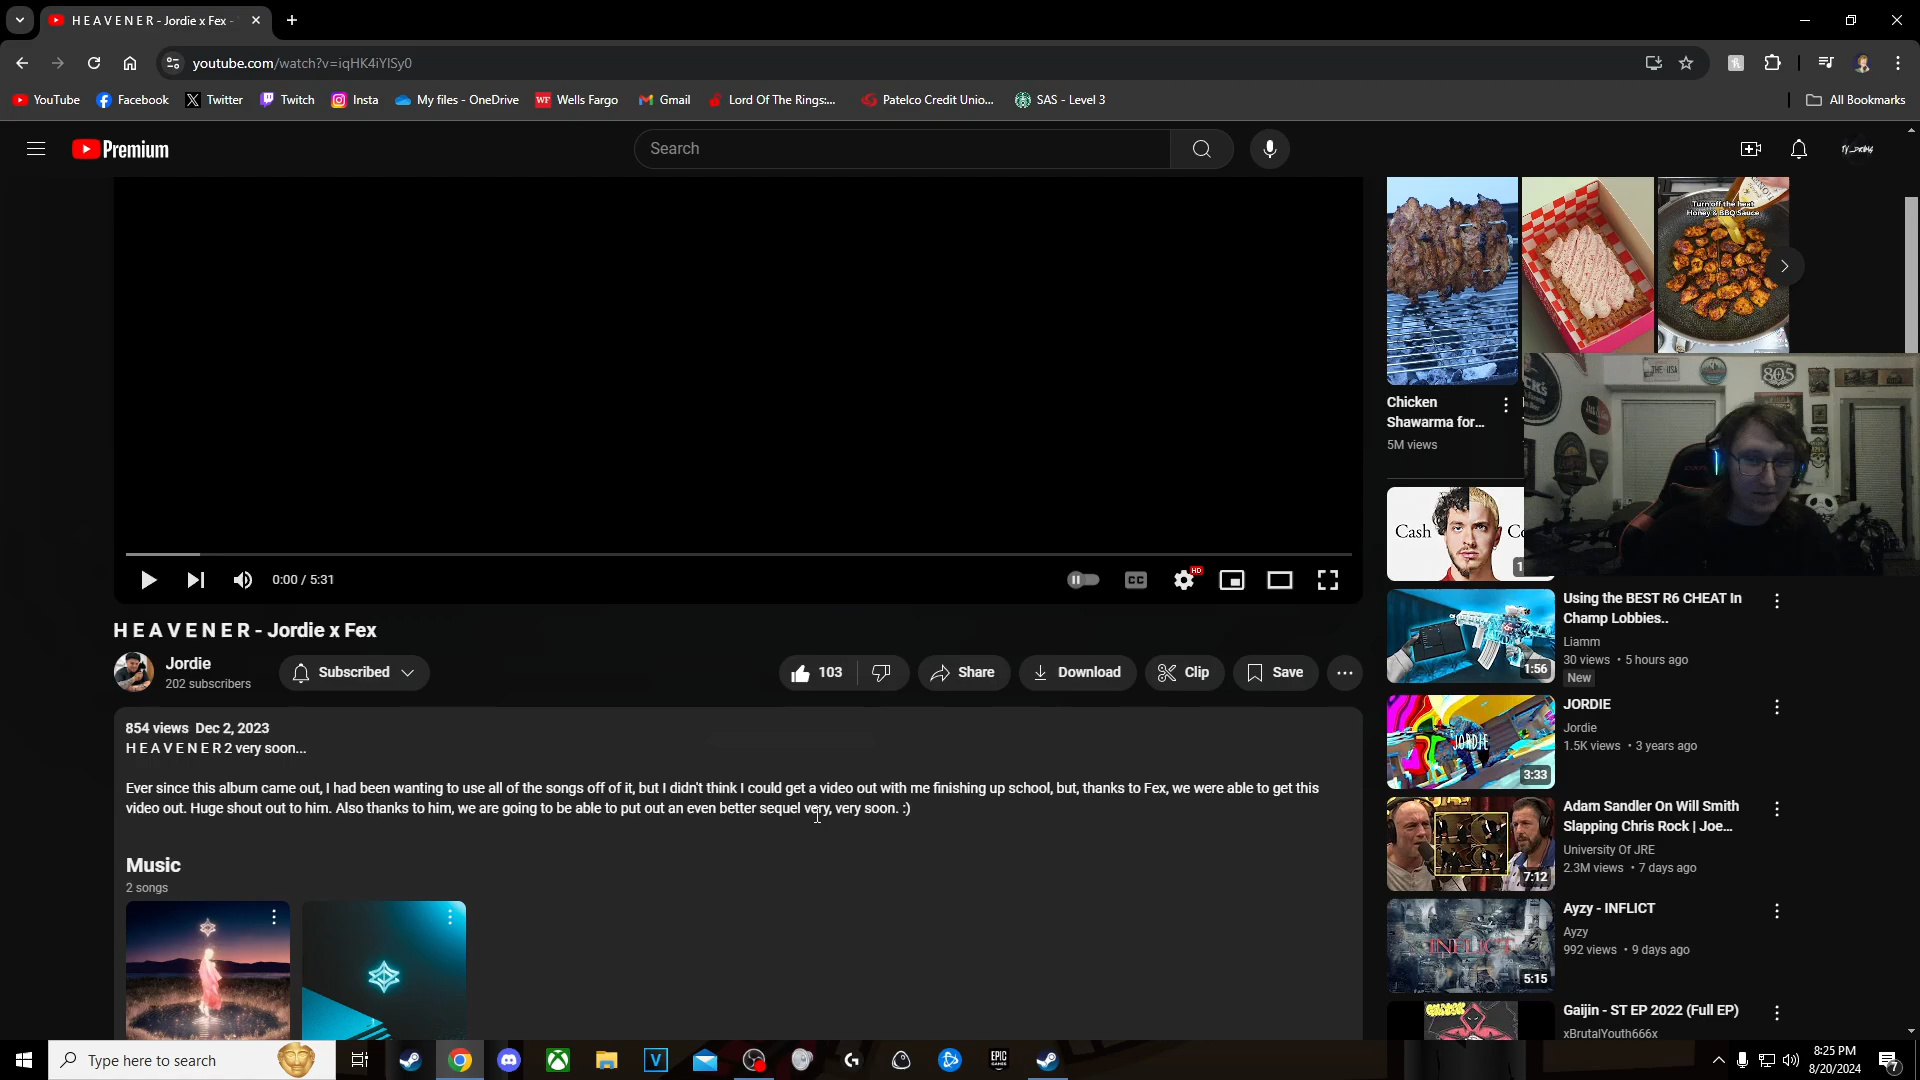 H E A V E N E R - Jordie x Fex -
youtube.com/watch?v=iqHK4iYlSy0
YouTube
Facebook
Twitter
Twitch
Insta
My files - OneDrive
WF
Wells Fargo
Gmail
Lord Of The Rings:...
Patelco Credit Unio...
SAS - Level 3
All Bookmarks
Premium
Search
Turn off the heat
Honey & BBQ Sauce
Chicken
Shawarma for...
5M views
THE USA
805
Cash
0:00 / 5:31
CC
HD
H E A V E N E R - Jordie x Fex
Jordie
202 subscribers
Subscribed
103
Share
Download
Clip
Save
854 views Dec 2, 2023
H E A V E N E R 2 very soon...
Ever since this album came out, I had been wanting to use all of the songs off of it, but I didn't think I could get a video out with me finishing up school, but, thanks to Fex, we were able to get this
video out. Huge shout out to him. Also thanks to him, we are going to be able to put out an even better sequel very, very soon. :)
Music
2 songs
Using the BEST R6 CHEAT In
Champ Lobbies..
Liamm
30 views • 5 hours ago
New
1:56
JORDIE
Jordie
1.5K views • 3 years ago
JORDIE
3:33
Adam Sandler On Will Smith
Slapping Chris Rock | Joe...
University Of JRE
2.3M views • 7 days ago
7:12
Ayzy - INFLICT
Ayzy
992 views • 9 days ago
INFLICT
5:15
Gaijin - ST EP 2022 (Full EP)
xBrutalYouth666x
Type here to search
V
EPIC
GAMES
8:25 PM
8/20/2024
7